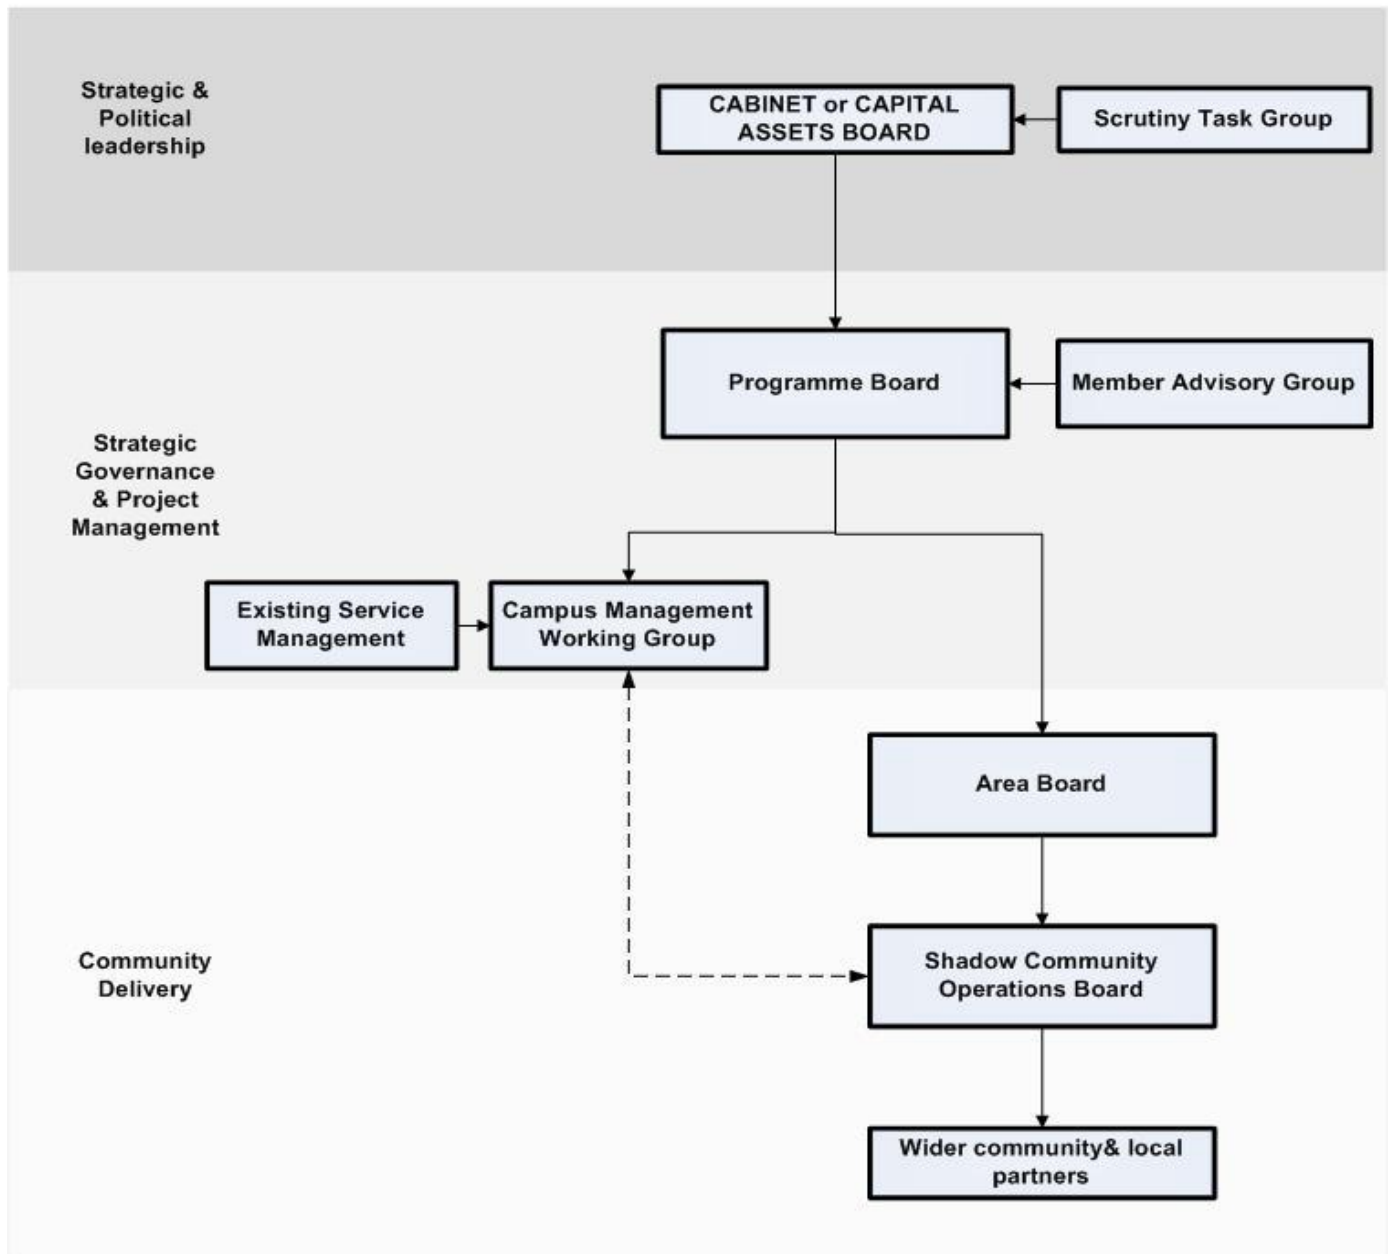 Strategic &
Political
leadership
CABINET or CAPITAL
ASSETS BOARD
Scrutiny Task Group
Programme Board
Member Advisory Group
Strategic
Governance
& Project
Management
Existing Service
Management
Campus Management
Working Group
Area Board
Community
Delivery
Shadow Community
Operations Board
Wider community& local
partners